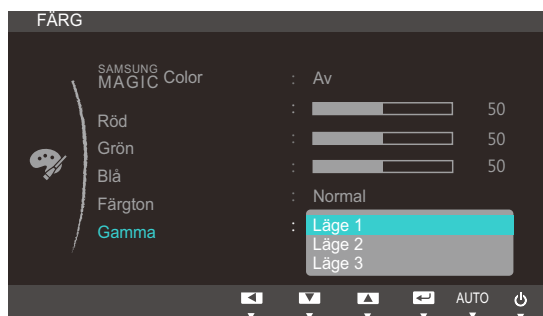 FÄRG
SAMSUNG
MAGIC Color : Av
Röd : 50
Grön : 50
Blå : 50
Färgton : Normal
Gamma : Läge 1
Läge 2
Läge 3
AUTO